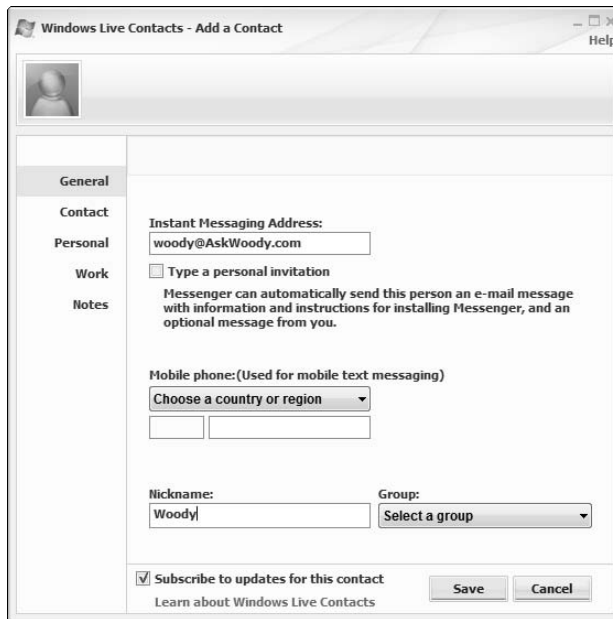 Windows Live Contacts - Add a Contact
Help
General
Contact
Personal
Work
Notes
Instant Messaging Address:
woody@AskWoody.com
Type a personal invitation
Messenger can automatically send this person an e-mail message
with information and instructions for installing Messenger, and an
optional message from you.
Mobile phone:(Used for mobile text messaging)
Choose a country or region
Nickname:
Group:
Woody
Select a group
Subscribe to updates for this contact
Learn about Windows Live Contacts
Save
Cancel